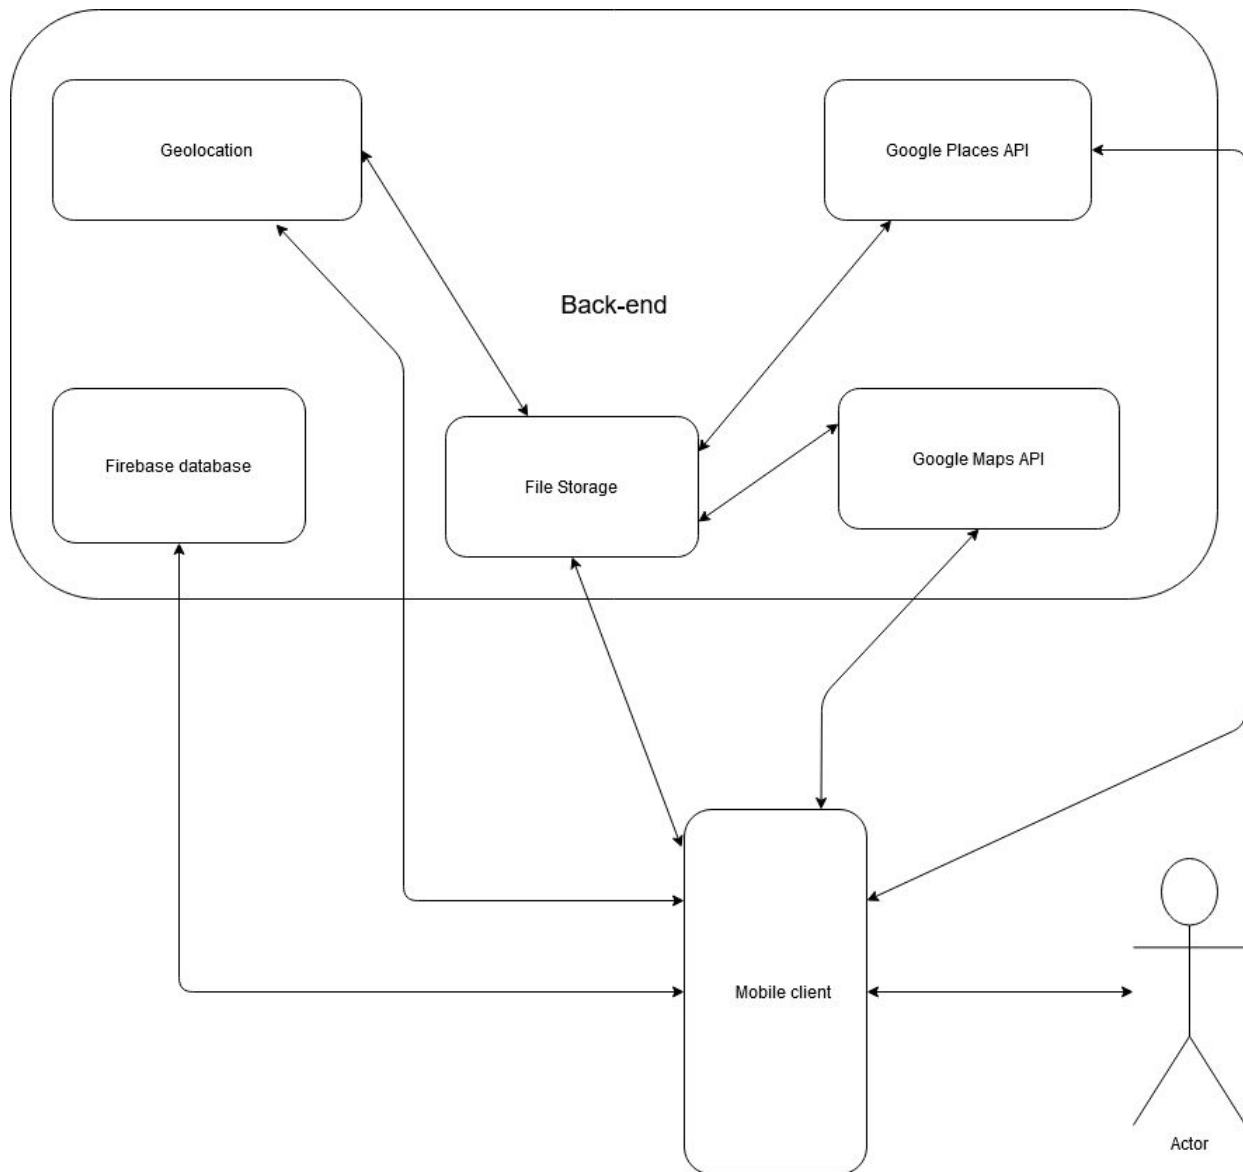 Geolocation
Google Places API
Back-end
Firebase database
File Storage
Google Maps API
Mobile client
Actor